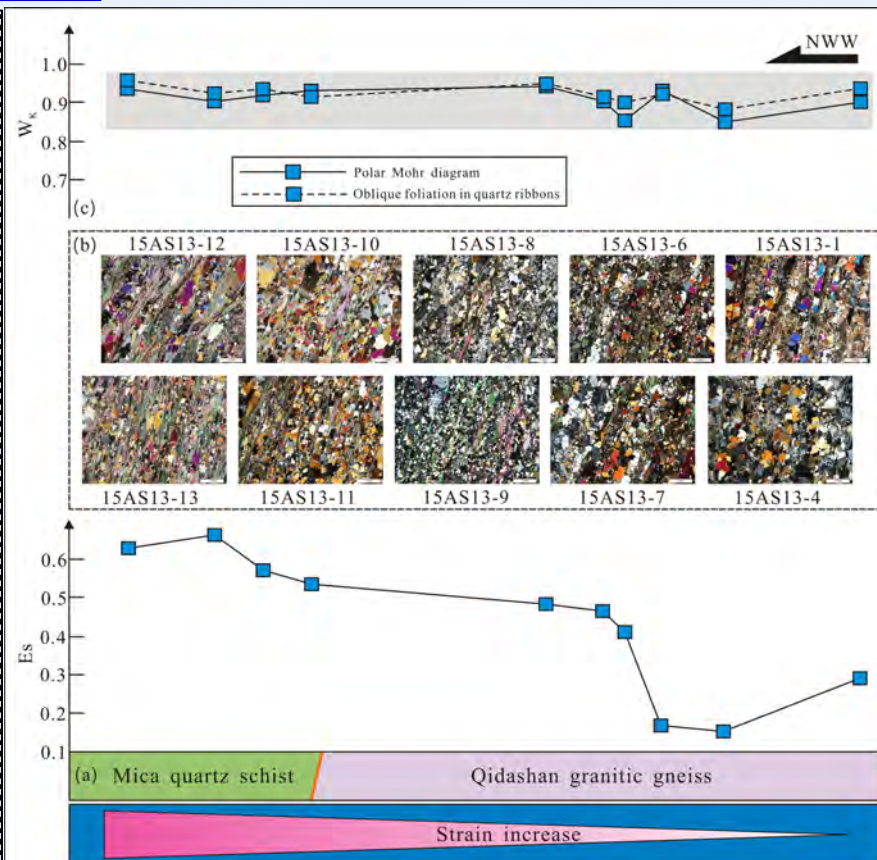 NWW
1.0
0.9
0.8
0.7
Wκ
(c)
Polar Mohr diagram
Oblique foliation in quartz ribbons
(b)
15AS13-12 15AS13-10 15AS13-8 15AS13-6 15AS13-1
15AS13-13 15AS13-11 15AS13-9 15AS13-7 15AS13-4
0.6
0.5
0.4
0.3
0.2
0.1
Es
(a) Mica quartz schist Qidashan granitic gneiss
Strain increase